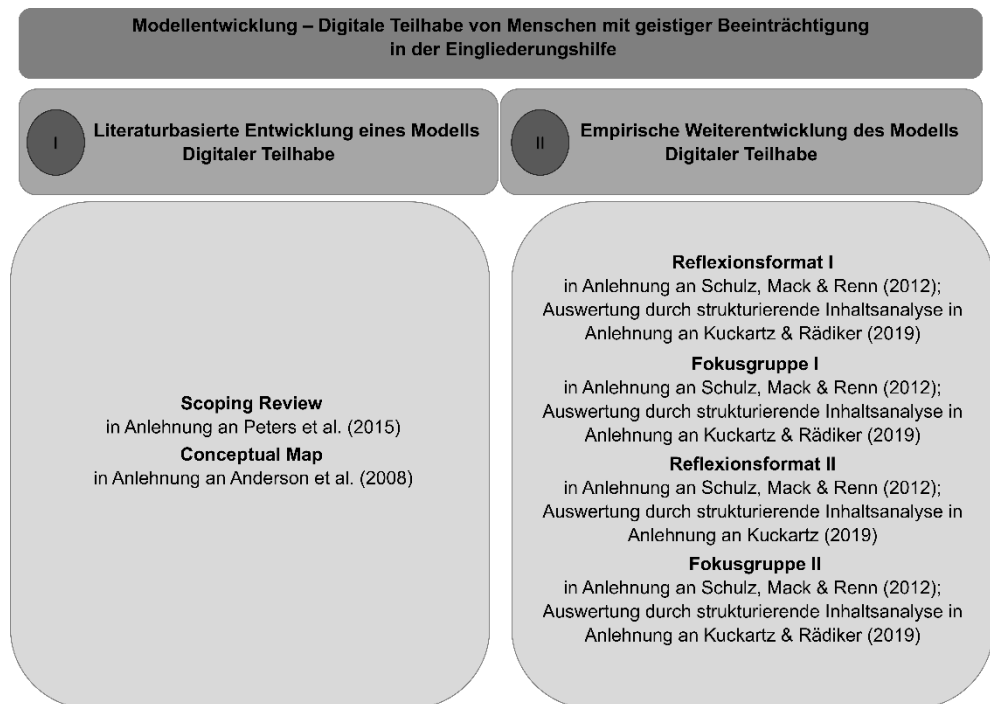 Modellentwicklung – Digitale Teilhabe von Menschen mit geistiger Beeinträchtigung
in der Eingliederungshilfe
I
Literaturbasierte Entwicklung eines Modells
Digitaler Teilhabe
II
Empirische Weiterentwicklung des Modells
Digitaler Teilhabe
Scoping Review
in Anlehnung an Peters et al. (2015)
Conceptual Map
in Anlehnung an Anderson et al. (2008)
Reflexionsformat I
in Anlehnung an Schulz, Mack & Renn (2012);
Auswertung durch strukturierende Inhaltsanalyse in
Anlehnung an Kuckartz & Rädiker (2019)
Fokusgruppe I
in Anlehnung an Schulz, Mack & Renn (2012);
Auswertung durch strukturierende Inhaltsanalyse in
Anlehnung an Kuckartz & Rädiker (2019)
Reflexionsformat II
in Anlehnung an Schulz, Mack & Renn (2012);
Auswertung durch strukturierende Inhaltsanalyse in
Anlehnung an Kuckartz (2019)
Fokusgruppe II
in Anlehnung an Schulz, Mack & Renn (2012);
Auswertung durch strukturierende Inhaltsanalyse in
Anlehnung an Kuckartz & Rädiker (2019)